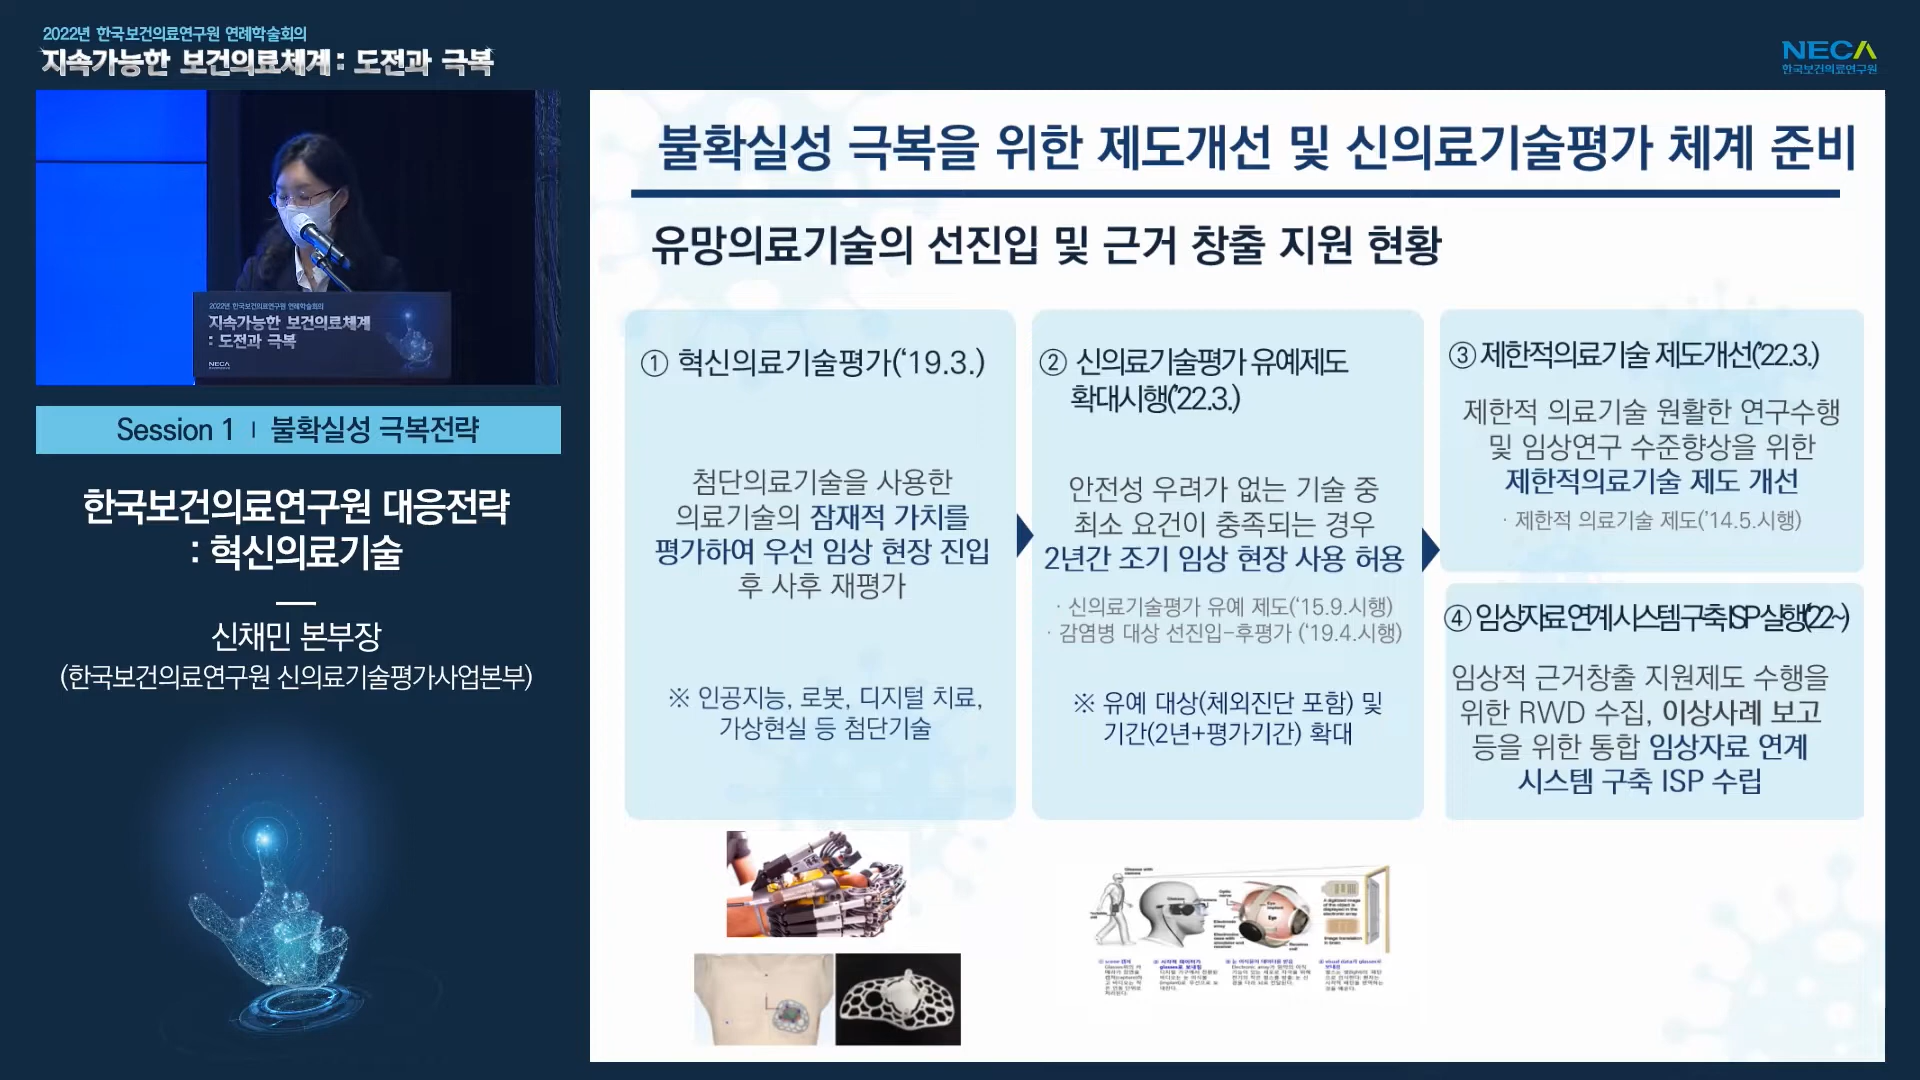 2022년 한국보건의료연구원 연례학술회의
지속가능한 보건의료체계 : 도전과 극복
NECA
한국보건의료연구원
2022년 한국보건의료연구원 연례학술회의
지속가능한 보건의료체계
: 도전과 극복
NECA
Session 1 | 불확실성 극복전략
한국보건의료연구원 대응전략
: 혁신의료기술
신채민 본부장
(한국보건의료연구원 신의료기술평가사업본부)
불확실성 극복을 위한 제도개선 및 신의료기술평가 체계 준비
유망의료기술의 선진입 및 근거 창출 지원 현황
① 혁신의료기술평가(‘19.3.)
첨단의료기술을 사용한
의료기술의 잠재적 가치를
평가하여 우선 임상 현장 진입
후 사후 재평가
※ 인공지능, 로봇, 디지털 치료,
가상현실 등 첨단기술
② 신의료기술평가 유예제도
확대시행(’22.3.)
안전성 우려가 없는 기술 중
최소 요건이 충족되는 경우
2년간 조기 임상 현장 사용 허용
· 신의료기술평가 유예 제도(‘15.9.시행)
· 감염병 대상 선진입-후평가 (‘19.4.시행)
※ 유예 대상(체외진단 포함) 및
기간(2년+평가기간) 확대
③ 제한적의료기술 제도개선(’22.3.)
제한적 의료기술 원활한 연구수행
및 임상연구 수준향상을 위한
제한적의료기술 제도 개선
· 제한적 의료기술 제도(’14.5.시행)
④ 임상자료 연계 시스템 구축 ISP 실행(’22~)
임상적 근거창출 지원제도 수행을
위한 RWD 수집, 이상사례 보고
등을 위한 통합 임상자료 연계
시스템 구축 ISP 수립
Eye